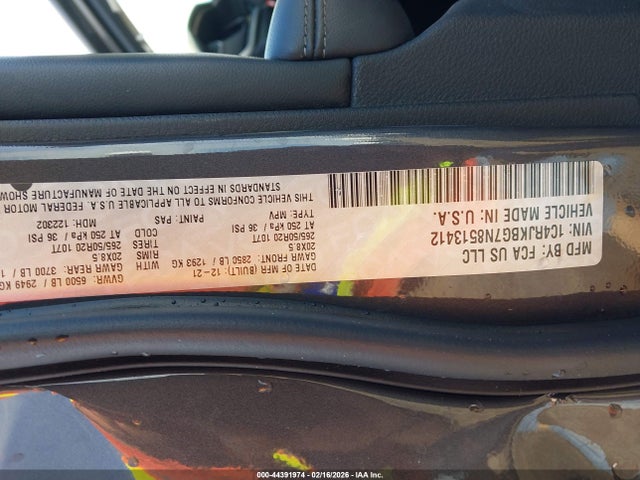 MFD BY: FCA US LLC
DATE OF MFR (BUILT): 12-21
GVWR: 6500 LB / 2949 KG
GAWR FRONT: 2850 LB / 1293 KG
GAWR REAR: 3700 LB / 1
WITH
20X8.5
RIMS
20X8.5
265/50R20 107T
TIRES
265/50R20 107T
AT 250 kPa / 36 PSI
COLD
AT 250 kPa / 36 PSI
VIN: 1C4RJKBG7N8513412
TYPE: MPV
PAINT: PAS
MDH: 122302
VEHICLE MADE IN: U.S.A.
THIS VEHICLE CONFORMS TO ALL APPLICABLE U.S.A. FEDERAL MOTOR
STANDARDS IN EFFECT ON THE DATE OF MANUFACTURE SHOW
000-44391974 - 02/16/2026 - IAA Inc.